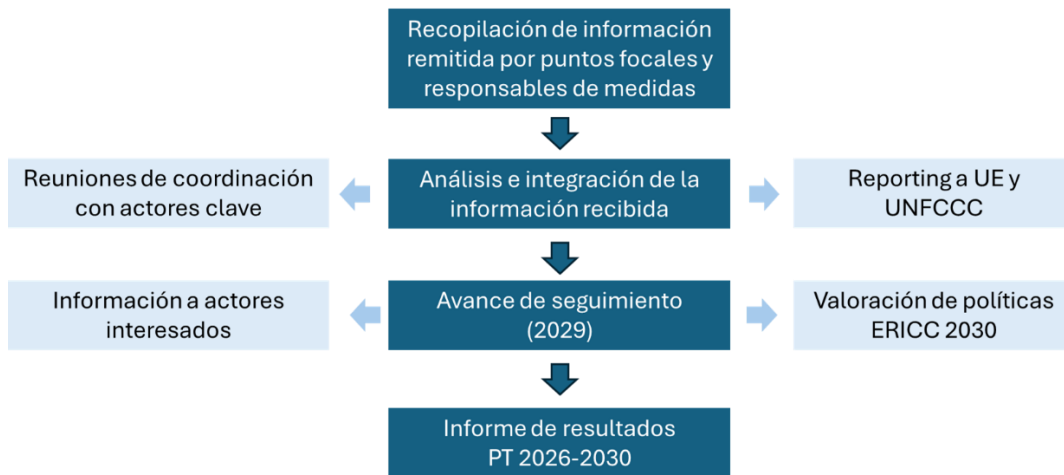 Recopilación de información
remitida por puntos focales y
responsables de medidas
Reuniones de coordinación
con actores clave
Análisis e integración de la
información recibida
Reporting a UE y
UNFCCC
Información a actores
interesados
Avance de seguimiento
(2029)
Valoración de políticas
ERICC 2030
Informe de resultados
PT 2026-2030